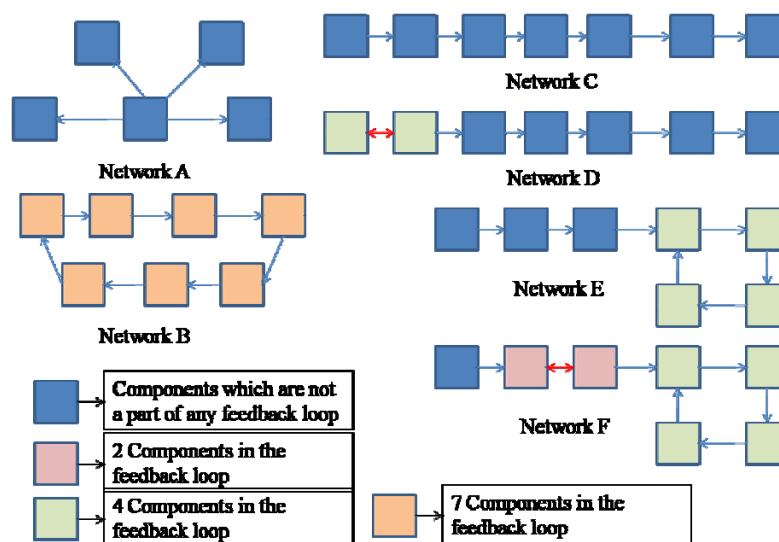 Network C
Network A
Network D
Network E
Network B
Components which are not
a part of any feedback loop
Network F
2 Components in the
feedback loop
4 Components in the
feedback loop
7 Components in the
feedback loop